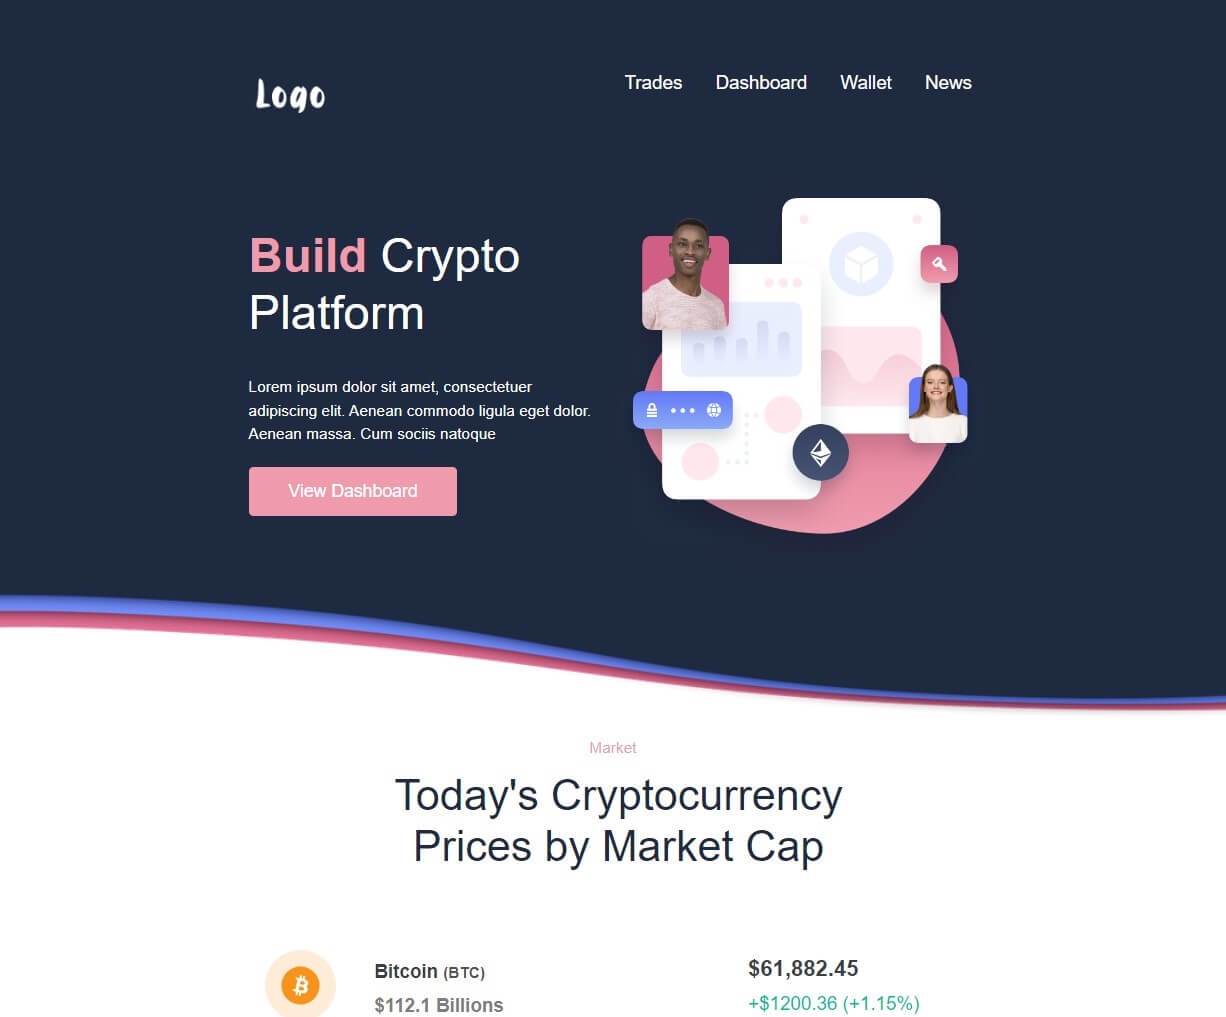 Logo
Trades Dashboard Wallet News
Build Crypto
Platform
Lorem ipsum dolor sit amet, consectetuer
adipiscing elit. Aenean commodo ligula eget dolor.
Aenean massa. Cum sociis natoque
View Dashboard
Market
Today's Cryptocurrency
Prices by Market Cap
Bitcoin (BTC) $61,882.45
$112.1 Billions +$1200.36 (+1.15%)